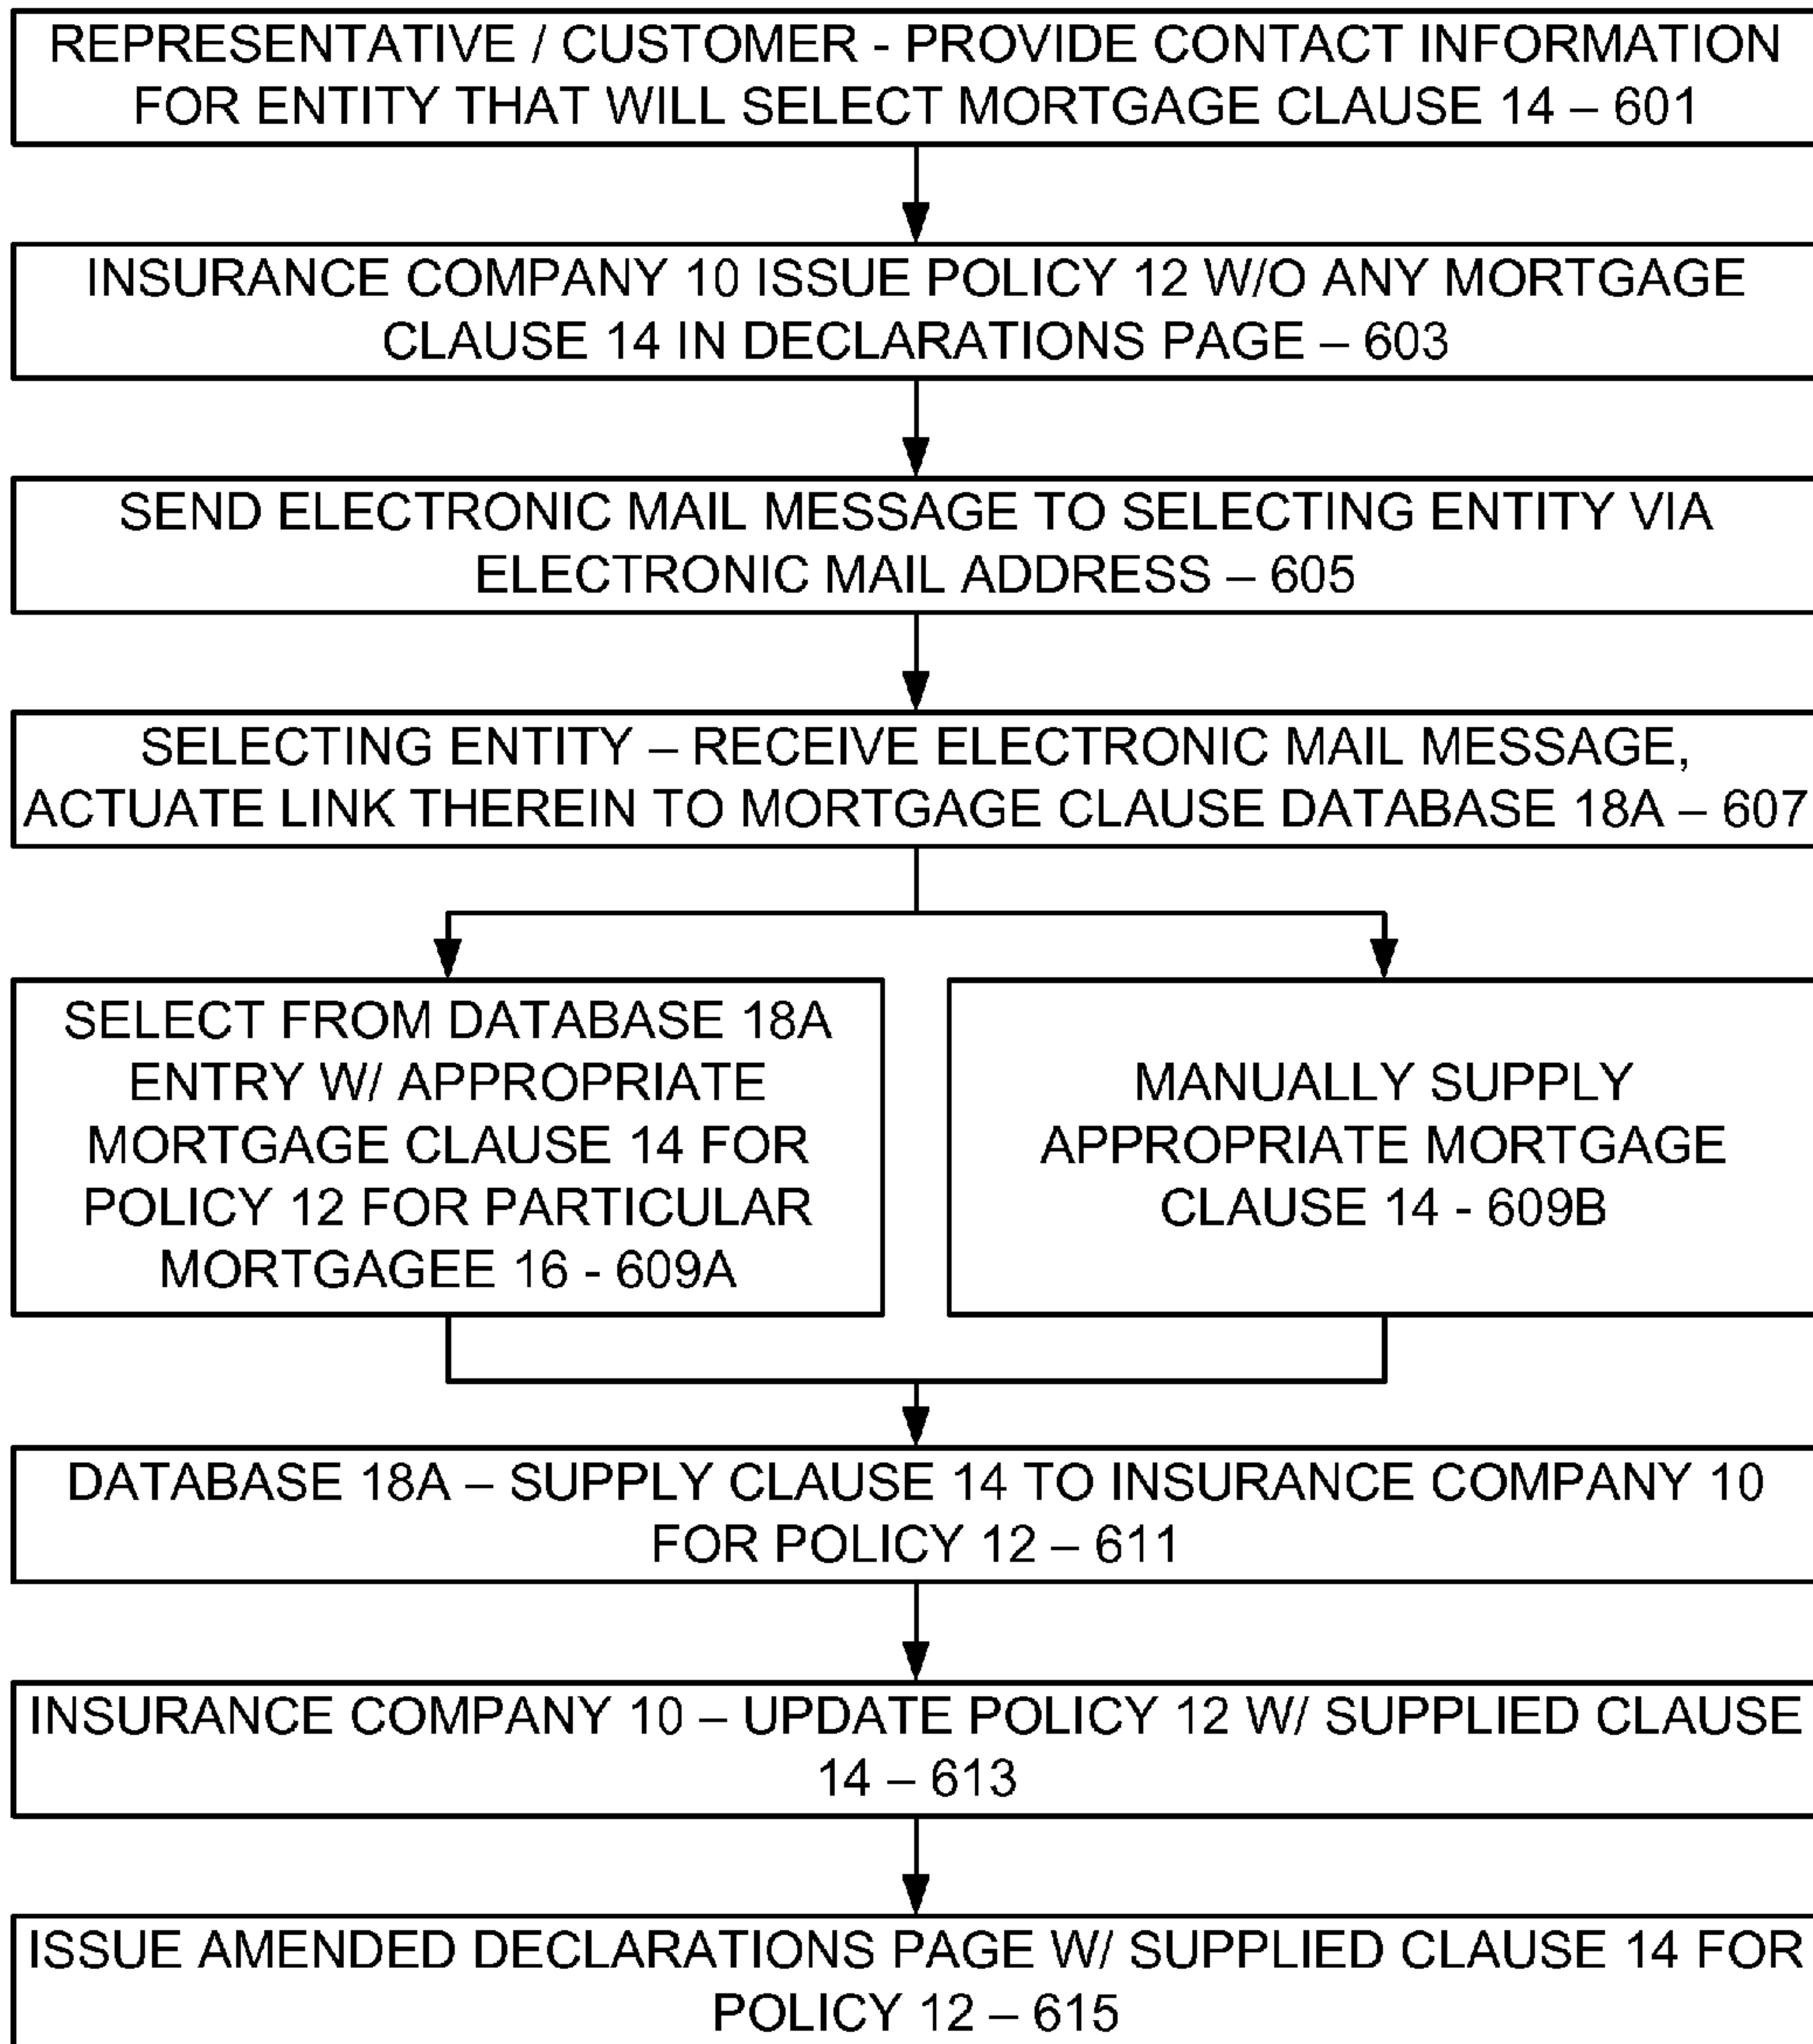 REPRESENTATIVE / CUSTOMER - PROVIDE CONTACT INFORMATION
FOR ENTITY THAT WILL SELECT MORTGAGE CLAUSE 14 – 601
INSURANCE COMPANY 10 ISSUE POLICY 12 W/O ANY MORTGAGE
CLAUSE 14 IN DECLARATIONS PAGE – 603
SEND ELECTRONIC MAIL MESSAGE TO SELECTING ENTITY VIA
ELECTRONIC MAIL ADDRESS – 605
SELECTING ENTITY – RECEIVE ELECTRONIC MAIL MESSAGE,
ACTUATE LINK THEREIN TO MORTGAGE CLAUSE DATABASE 18A – 607
SELECT FROM DATABASE 18A
ENTRY W/ APPROPRIATE
MORTGAGE CLAUSE 14 FOR
POLICY 12 FOR PARTICULAR
MORTGAGEE 16 - 609A
MANUALLY SUPPLY
APPROPRIATE MORTGAGE
CLAUSE 14 - 609B
DATABASE 18A – SUPPLY CLAUSE 14 TO INSURANCE COMPANY 10
FOR POLICY 12 – 611
INSURANCE COMPANY 10 – UPDATE POLICY 12 W/ SUPPLIED CLAUSE
14 – 613
ISSUE AMENDED DECLARATIONS PAGE W/ SUPPLIED CLAUSE 14 FOR
POLICY 12 – 615